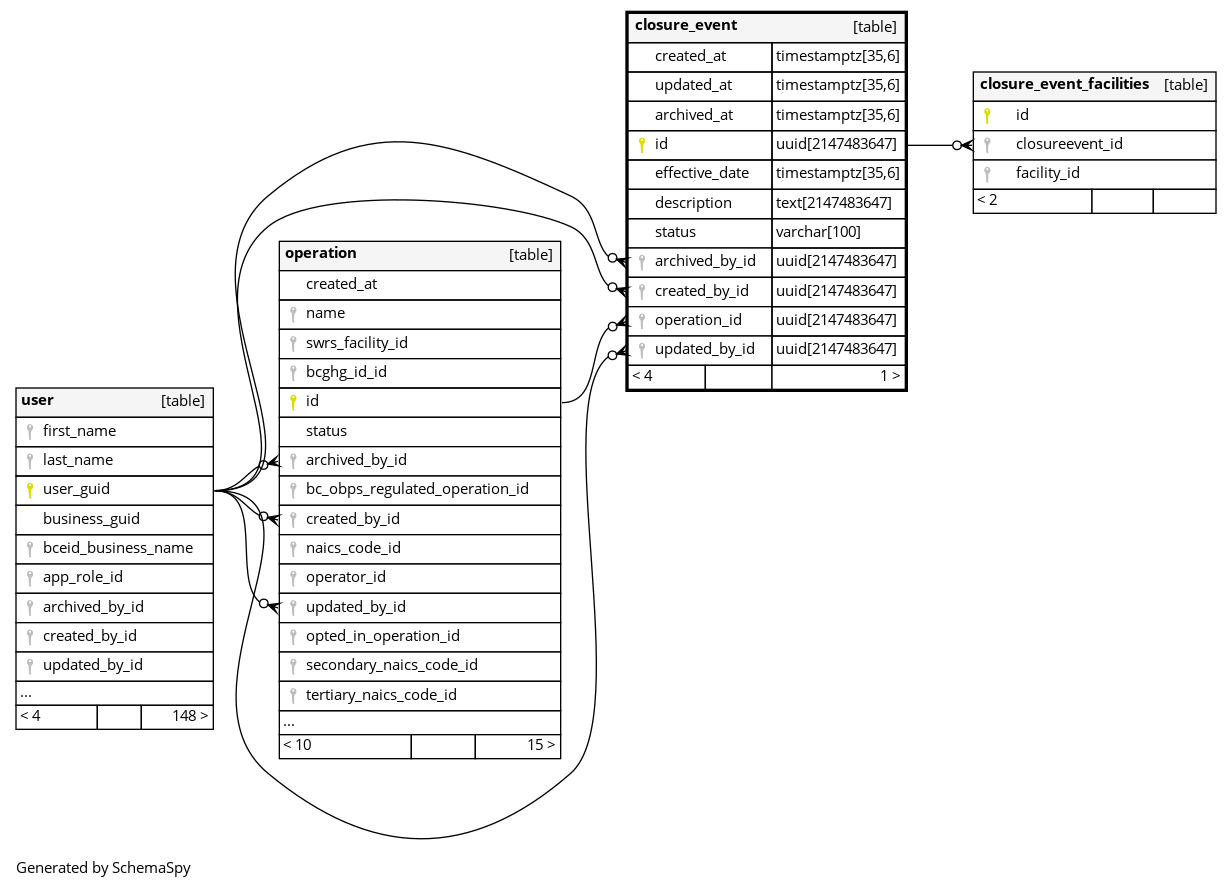 closure_event [table]
created_at timestamptz[35,6]
updated_at timestamptz[35,6]
archived_at timestamptz[35,6]
id uuid[2147483647]
effective_date timestamptz[35,6]
description text[2147483647]
status varchar[100]
archived_by_id uuid[2147483647]
created_by_id uuid[2147483647]
operation_id uuid[2147483647]
updated_by_id uuid[2147483647]
< 4 1 >
closure_event_facilities [table]
id
closureevent_id
facility_id
< 2
operation [table]
created_at
name
swrs_facility_id
bcghg_id_id
id
status
archived_by_id
bc_obps_regulated_operation_id
created_by_id
naics_code_id
operator_id
updated_by_id
opted_in_operation_id
secondary_naics_code_id
tertiary_naics_code_id
...
< 10 15 >
user [table]
first_name
last_name
user_guid
business_guid
bceid_business_name
app_role_id
archived_by_id
created_by_id
updated_by_id
...
< 4 148 >
Generated by SchemaSpy